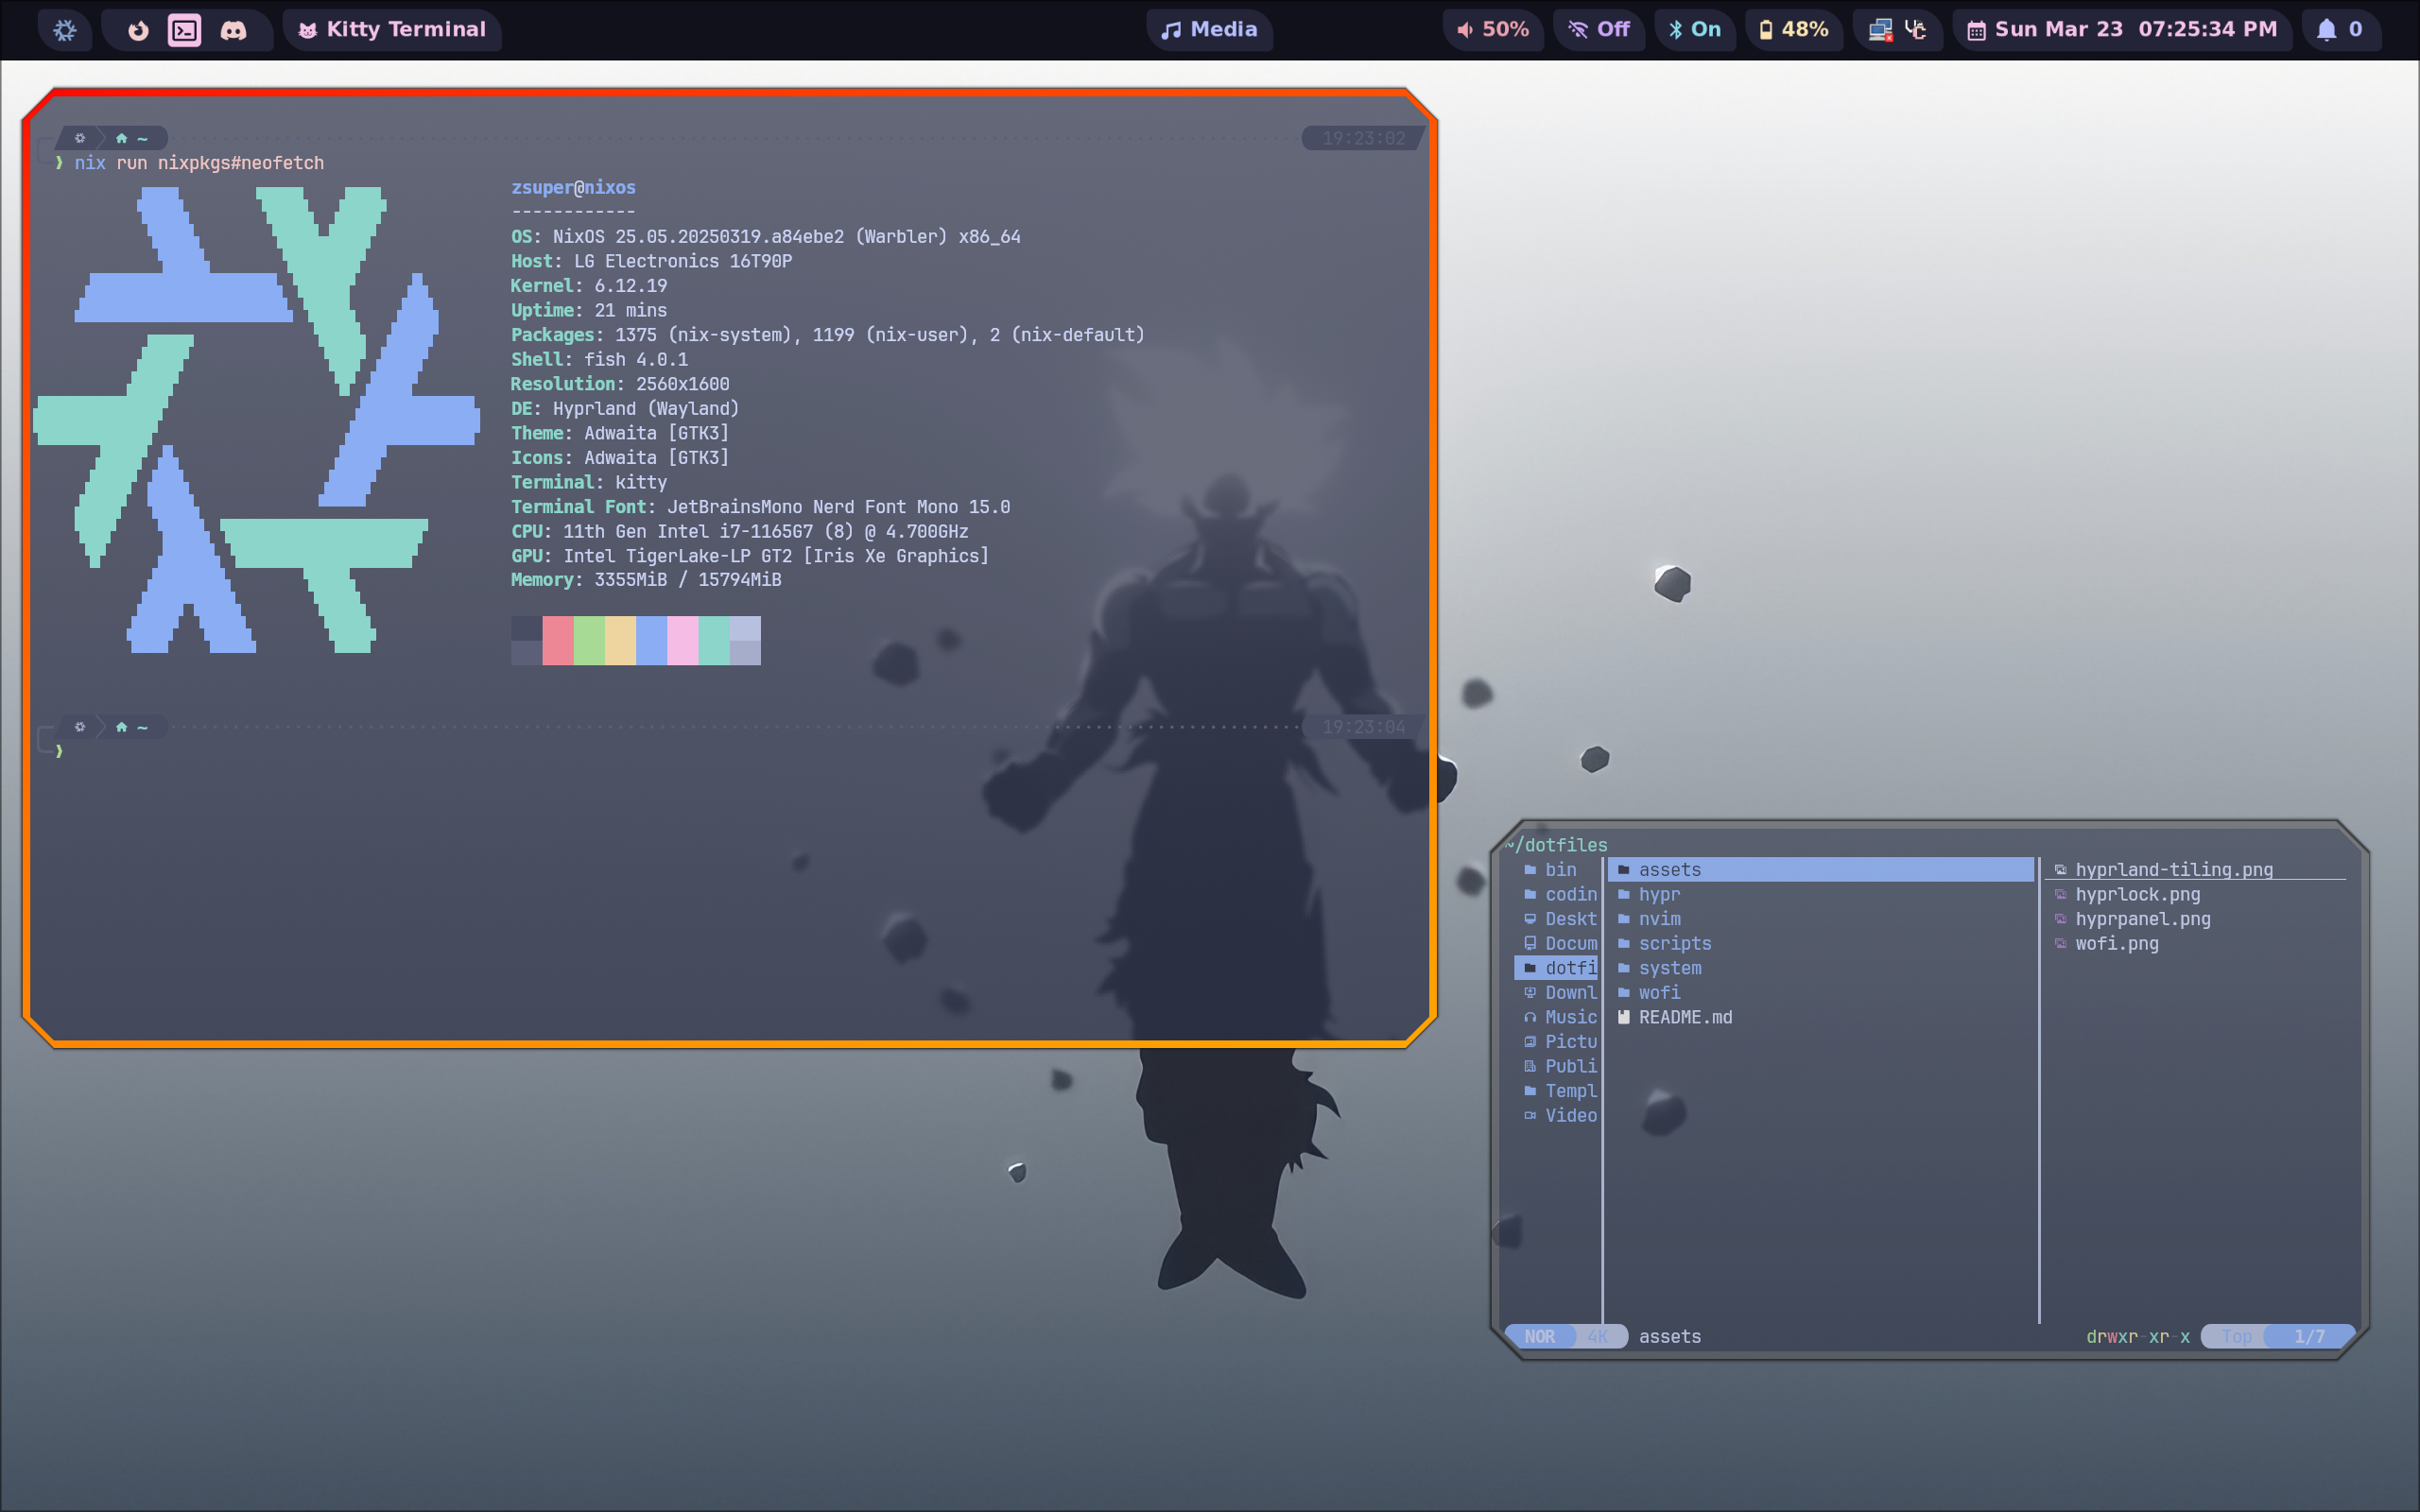 Kitty Terminal
Media
50%
Off
On
48%
Sun Mar 23 07:25:34 PM
0
~ 19:23:02
❱ nix run nixpkgs#neofetch
zsuper@nixos
------------
OS: NixOS 25.05.20250319.a84ebe2 (Warbler) x86_64
Host: LG Electronics 16T90P
Kernel: 6.12.19
Uptime: 21 mins
Packages: 1375 (nix-system), 1199 (nix-user), 2 (nix-default)
Shell: fish 4.0.1
Resolution: 2560x1600
DE: Hyprland (Wayland)
Theme: Adwaita [GTK3]
Icons: Adwaita [GTK3]
Terminal: kitty
Terminal Font: JetBrainsMono Nerd Font Mono 15.0
CPU: 11th Gen Intel i7-1165G7 (8) @ 4.700GHz
GPU: Intel TigerLake-LP GT2 [Iris Xe Graphics]
Memory: 3355MiB / 15794MiB
~ 19:23:04
❱
~/dotfiles
bin
codin
Deskt
Docum
dotfi
Downl
Music
Pictu
Publi
Templ
Video
assets
hypr
nvim
scripts
system
wofi
README.md
hyprland-tiling.png
hyprlock.png
hyprpanel.png
wofi.png
NOR 4K assets drwxr-xr-x Top 1/7